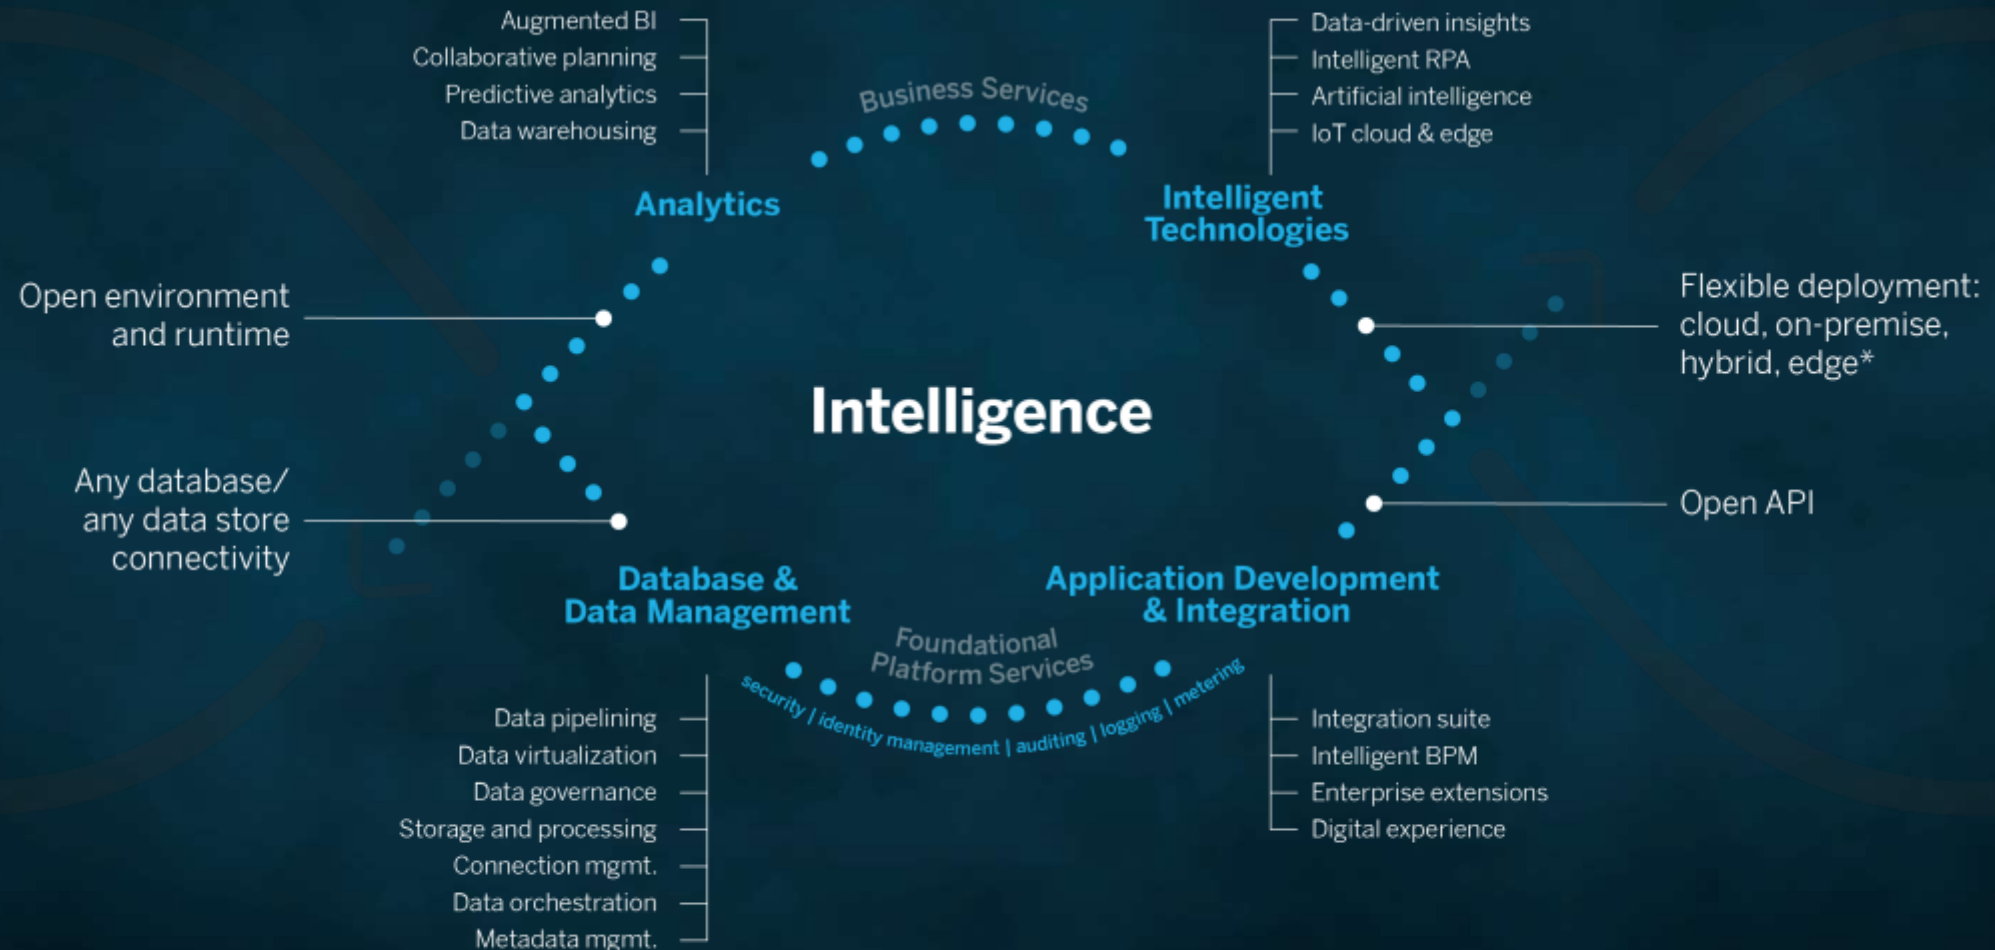 Augmented BI
Collaborative planning
Predictive analytics
Data warehousing
Data-driven insights
Intelligent RPA
Artificial intelligence
IoT cloud & edge
Business Services
Analytics
Intelligent
Technologies
Open environment
and runtime
Flexible deployment:
cloud, on-premise,
hybrid, edge*
Intelligence
Any database/
any data store
connectivity
Open API
Database &
Data Management
Application Development
& Integration
Foundational
Platform Services
security | identity management | auditing | logging | metering
Data pipelining
Data virtualization
Data governance
Storage and processing
Connection mgmt.
Data orchestration
Metadata mgmt.
Integration suite
Intelligent BPM
Enterprise extensions
Digital experience